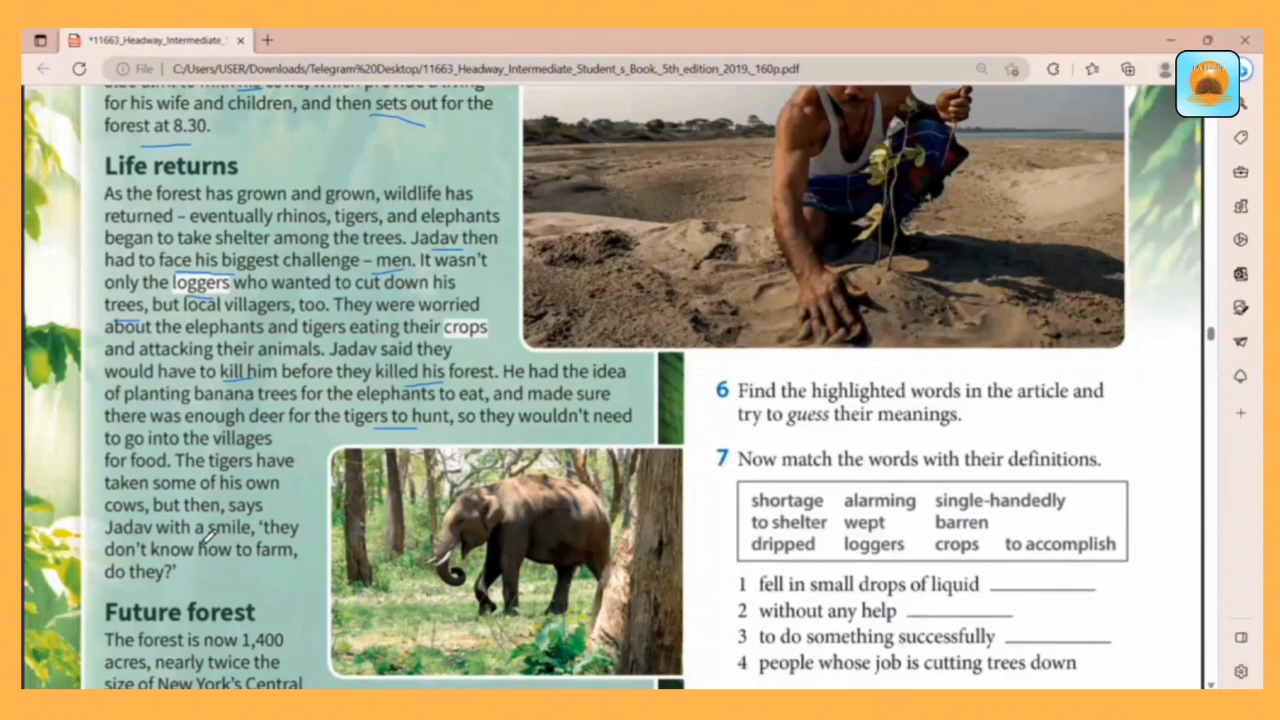 *11663_Headway_Intermediate_
File
C:/Users/USER/Downloads/Telegram%20Desktop/11663_Headway_Intermediate_Student_s_Book,_5th_edition_2019,_160p.pdf
for his wife and children, and then sets out for the
forest at 8.30.
Life returns
As the forest has grown and grown, wildlife has
returned – eventually rhinos, tigers, and elephants
began to take shelter among the trees. Jadav then
had to face his biggest challenge – men. It wasn't
only the loggers who wanted to cut down his
trees, but local villagers, too. They were worried
about the elephants and tigers eating their crops
and attacking their animals. Jadav said they
would have to kill him before they killed his forest. He had the idea
of planting banana trees for the elephants to eat, and made sure
there was enough deer for the tigers to hunt, so they wouldn't need
to go into the villages
for food. The tigers have
taken some of his own
cows, but then, says
Jadav with a smile, 'they
don't know how to farm,
do they?'
Future forest
The forest is now 1,400
acres, nearly twice the
size of New York's Central
6 Find the highlighted words in the article and
try to guess their meanings.
7 Now match the words with their definitions.
shortage alarming single-handedly
to shelter wept barren
dripped loggers crops to accomplish
1 fell in small drops of liquid
2 without any help
3 to do something successfully
4 people whose job is cutting trees down